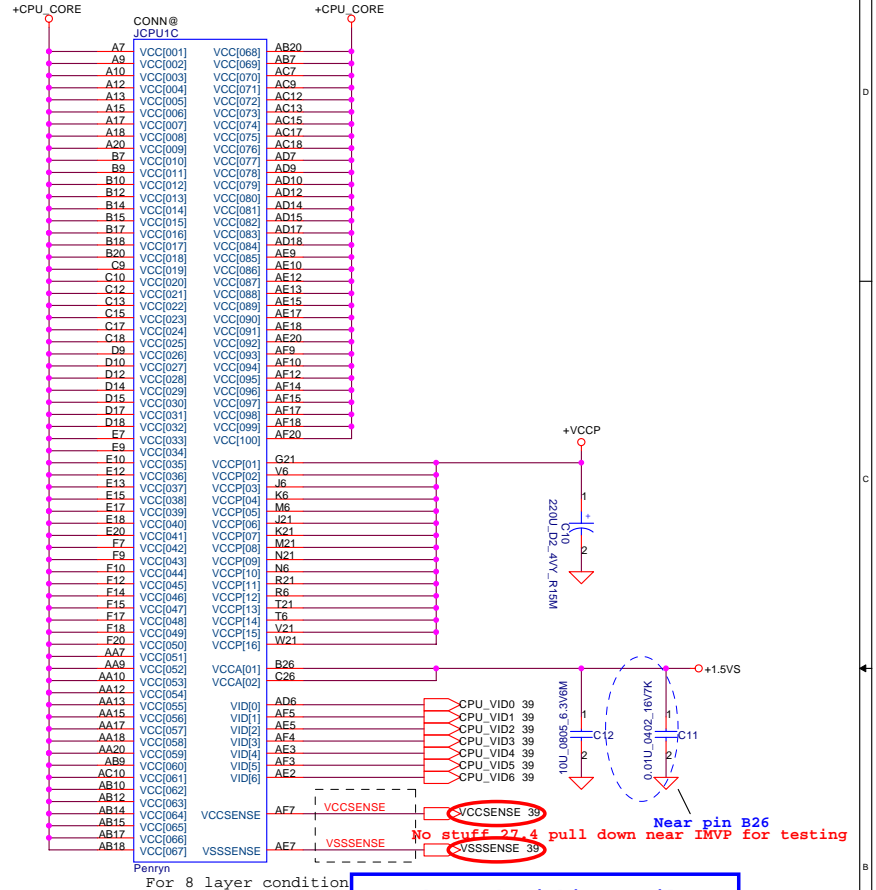 +CPU_CORE +CPU_CORE
CONN@
JCPU1C
A7 VCC[001] VCC[068] AB20
A9 VCC[002] VCC[069] AB7
A10 VCC[003] VCC[070] AC7
A12 VCC[004] VCC[071] AC9
A13 VCC[005] VCC[072] AC12
A15 VCC[006] VCC[073] AC13
A17 VCC[007] VCC[074] AC15
A18 VCC[008] VCC[075] AC17
A20 VCC[009] VCC[076] AC18
B7 VCC[010] VCC[077] AD7
B9 VCC[011] VCC[078] AD9
B10 VCC[012] VCC[079] AD10
B12 VCC[013] VCC[080] AD12
B14 VCC[014] VCC[081] AD14
B15 VCC[015] VCC[082] AD15
B17 VCC[016] VCC[083] AD17
B18 VCC[017] VCC[084] AD18
B20 VCC[018] VCC[085] AE9
C9 VCC[019] VCC[086] AE10
C10 VCC[020] VCC[087] AE12
C12 VCC[021] VCC[088] AE13
C13 VCC[022] VCC[089] AE15
C15 VCC[023] VCC[090] AE17
C17 VCC[024] VCC[091] AE18
C18 VCC[025] VCC[092] AE20
D9 VCC[026] VCC[093] AF9
D10 VCC[027] VCC[094] AF10
D12 VCC[028] VCC[095] AF12
D14 VCC[029] VCC[096] AF14
D15 VCC[030] VCC[097] AF15
D17 VCC[031] VCC[098] AF17
D18 VCC[032] VCC[099] AF18
E7 VCC[033] VCC[100] AF20
E9 VCC[034]
E10 VCC[035] VCCP[01] G21
E12 VCC[036] VCCP[02] V6
E13 VCC[037] VCCP[03] J6
E15 VCC[038] VCCP[04] K6
E17 VCC[039] VCCP[05] M6
E18 VCC[040] VCCP[06] J21
E20 VCC[041] VCCP[07] K21
F7 VCC[042] VCCP[08] M21
F9 VCC[043] VCCP[09] N21
F10 VCC[044] VCCP[10] N6
F12 VCC[045] VCCP[11] R21
F14 VCC[046] VCCP[12] R6
F15 VCC[047] VCCP[13] T21
F17 VCC[048] VCCP[14] T6
F18 VCC[049] VCCP[15] V21
F20 VCC[050] VCCP[16] W21
AA7 VCC[051]
AA9 VCC[052] VCCA[01] B26
AA10 VCC[053] VCCA[02] C26
AA12 VCC[054]
AA13 VCC[055] VID[0] AD6 CPU_VID0 39
AA15 VCC[056] VID[1] AF5 CPU_VID1 39
AA17 VCC[057] VID[2] AE5 CPU_VID2 39
AA18 VCC[058] VID[3] AF4 CPU_VID3 39
AA20 VCC[059] VID[4] AE3 CPU_VID4 39
AB9 VCC[060] VID[5] AF3 CPU_VID5 39
AC10 VCC[061] VID[6] AE2 CPU_VID6 39
AB10 VCC[062]
AB12 VCC[063]
AB14 VCC[064] VCCSENSE AF7 VCCSENSE VCCSENSE 39
AB15 VCC[065]
AB17 VCC[066]
AB18 VCC[067] VSSSENSE AE7 VSSSENSE VSSSENSE 39
Penryn
+VCCP
1
+
C10
220U_D2_4VY_R15M
2
+1.5VS
10U_0805_6.3V6M
1
C12
2
0.01U_0402_16V7K
1
C11
2
Near pin B26
No stuff 27.4 pull down near IMVP for testing
For 8 layer condition
D
C
B